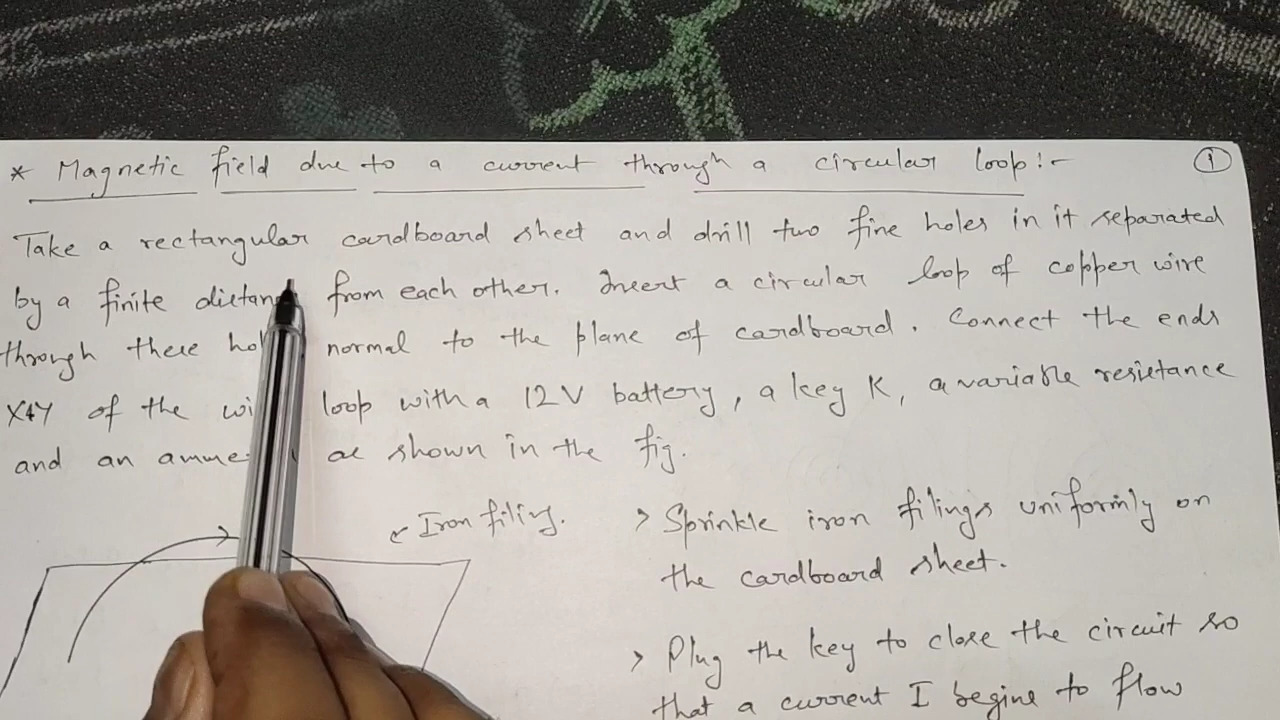 * Magnetic field due to a current through a circular loop :-
①
Take a rectangular cardboard sheet and drill two fine holes in it separated
by a finite from each other. Insert a circular loop of copper wire
through these normal to the plane of cardboard. Connect the ends
X&Y of the loop with a 12V battery, a key K, a variable resistance
and an as shown in the fig.
Iron filing.
> Sprinkle iron filings uniformly on
the cardboard sheet.
> Plug the key to close the circuit so
that a current I begins to flow